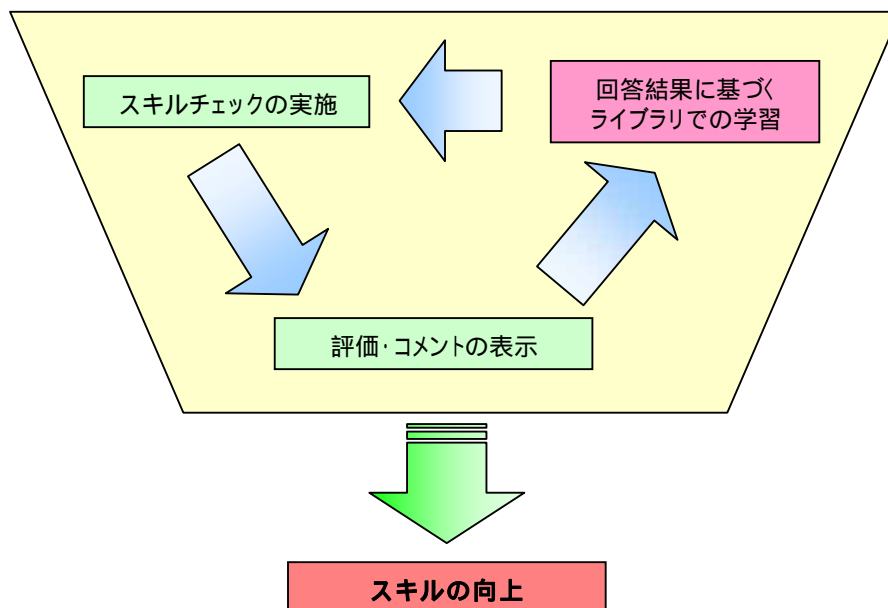 スキルチェックの実施
回答結果に基づく
ライブラリでの学習
評価・コメントの表示
スキルの向上